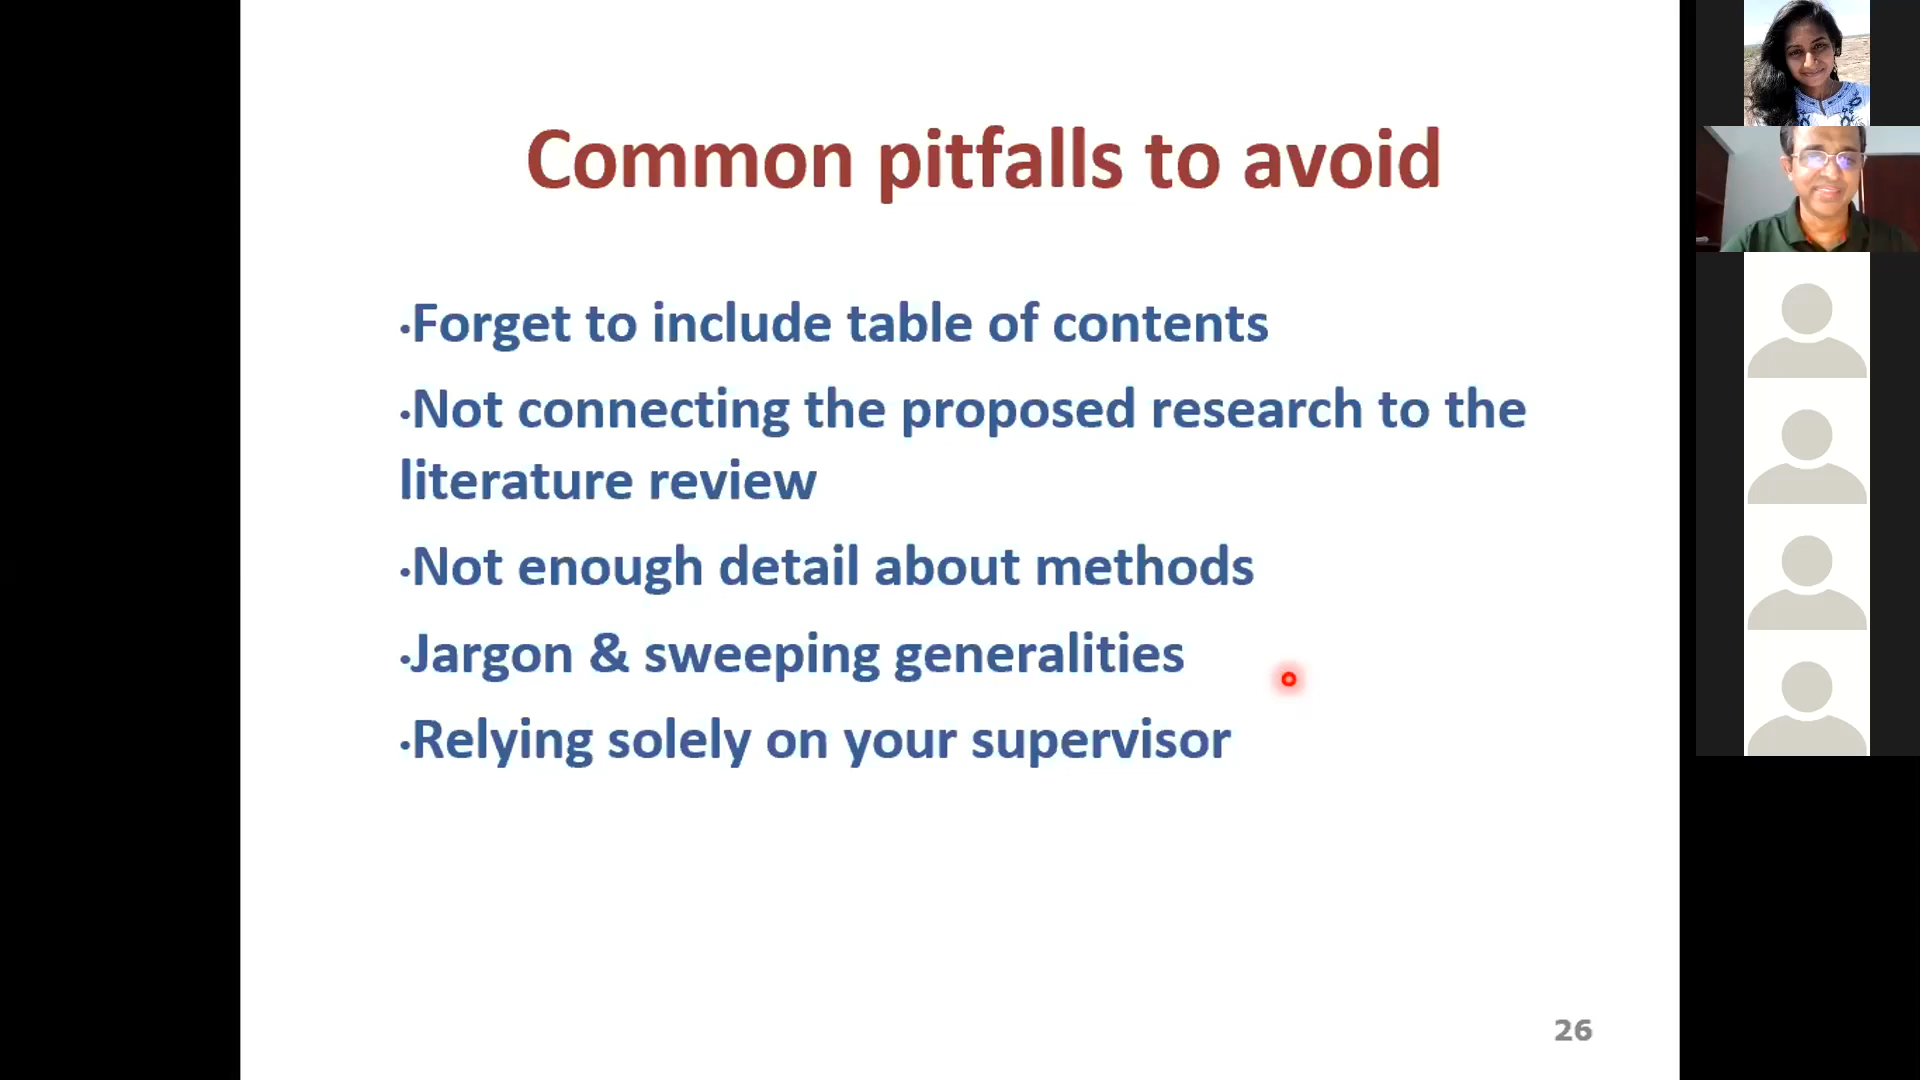 Common pitfalls to avoid
•Forget to include table of contents
•Not connecting the proposed research to the
literature review
•Not enough detail about methods
•Jargon & sweeping generalities
•Relying solely on your supervisor
26